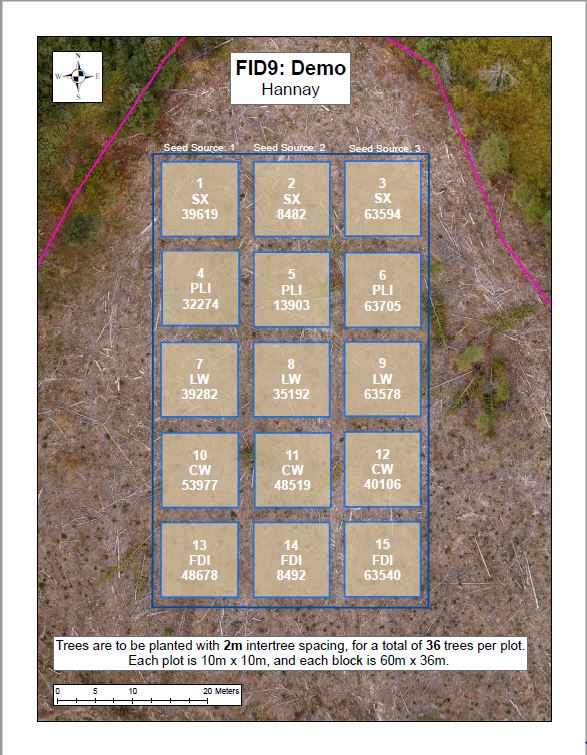 N
W E
S
FID9: Demo
Hannay
Seed Source: 1 Seed Source: 2 Seed Source: 3
1
SX
39619
2
SX
8482
3
SX
63594
4
PLI
32274
5
PLI
13903
6
PLI
63705
7
LW
39282
8
LW
35192
9
LW
63578
10
CW
53977
11
CW
48519
12
CW
40106
13
FDI
48678
14
FDI
8492
15
FDI
63540
Trees are to be planted with 2m intertree spacing, for a total of 36 trees per plot.
Each plot is 10m x 10m, and each block is 60m x 36m.
0 5 10 20 Meters